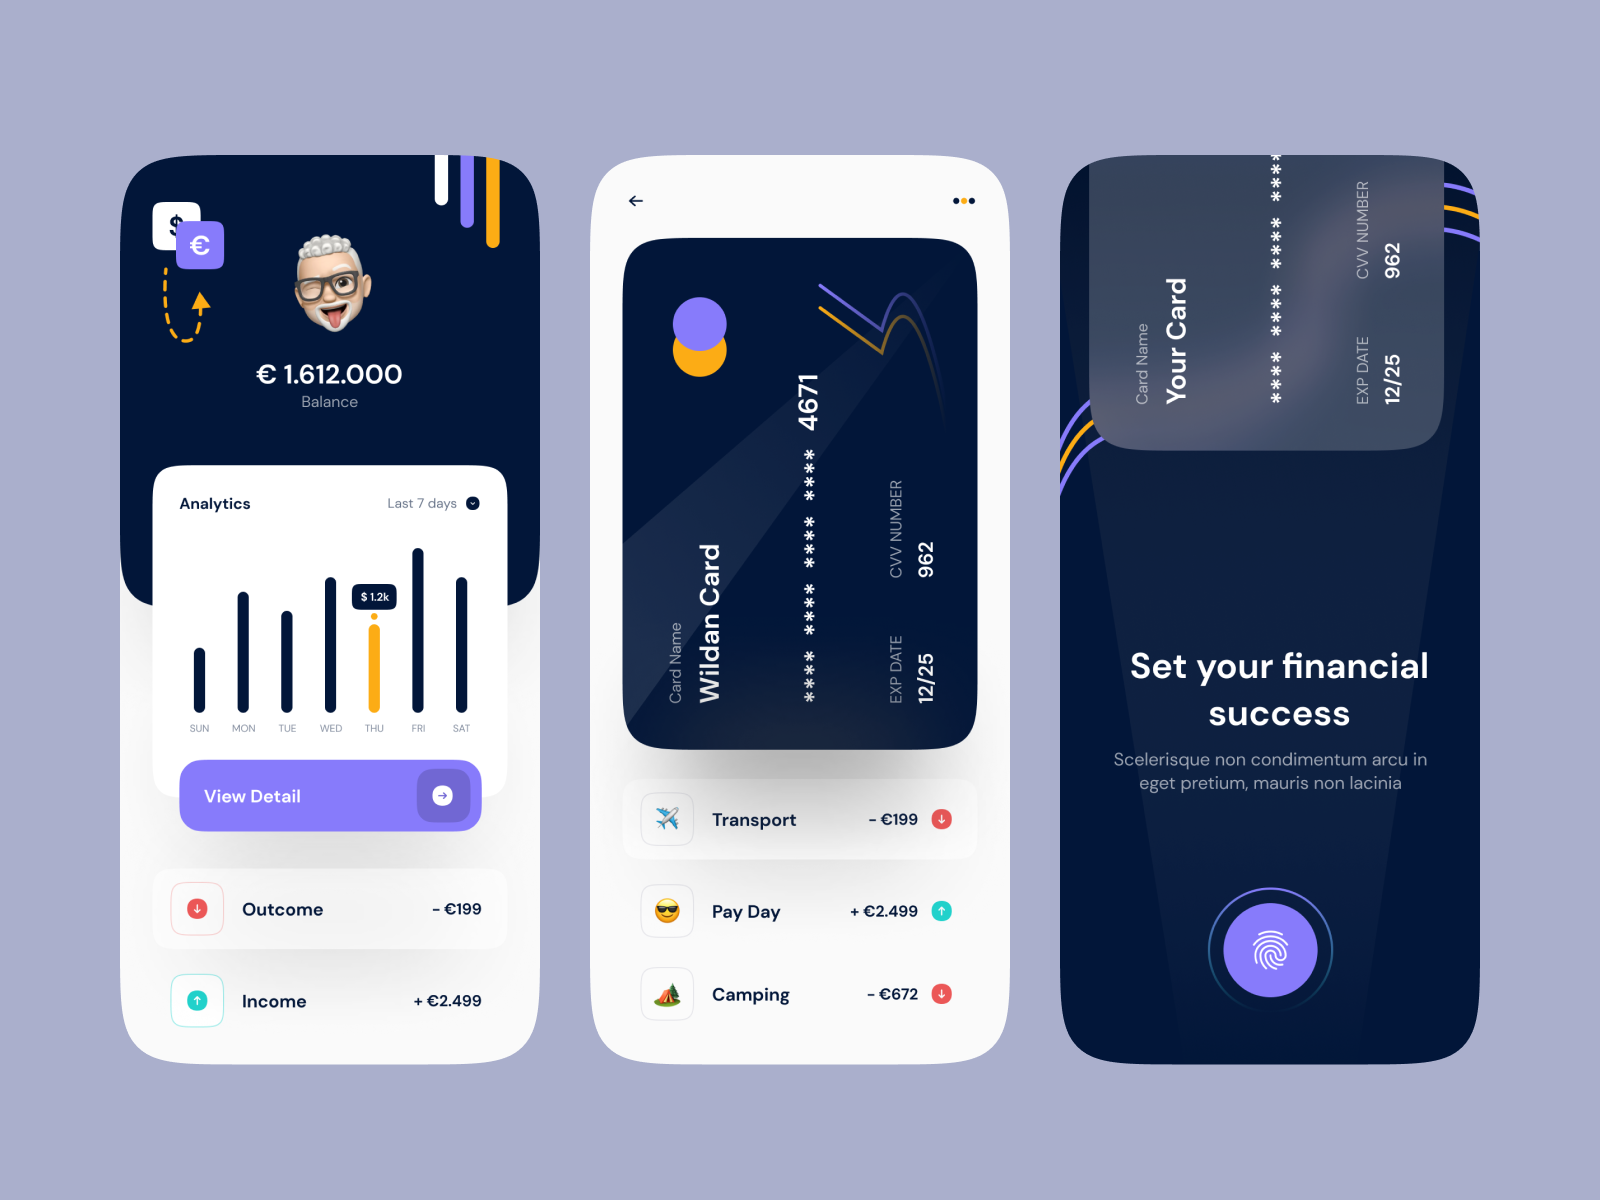 $
€
€ 1.612.000
Balance
Analytics
Last 7 days
$ 1.2k
SUN MON TUE WED THU FRI SAT
View Detail
Outcome
- €199
Income
+ €2.499
Card Name
Wildan Card
**** **** **** **** 4671
EXP DATE
12/25
CVV NUMBER
962
Transport
- €199
Pay Day
+ €2.499
Camping
- €672
Card Name
Your Card
**** **** **** ****
EXP DATE
12/25
CVV NUMBER
962
Set your financial
success
Scelerisque non condimentum arcu in
eget pretium, mauris non lacinia